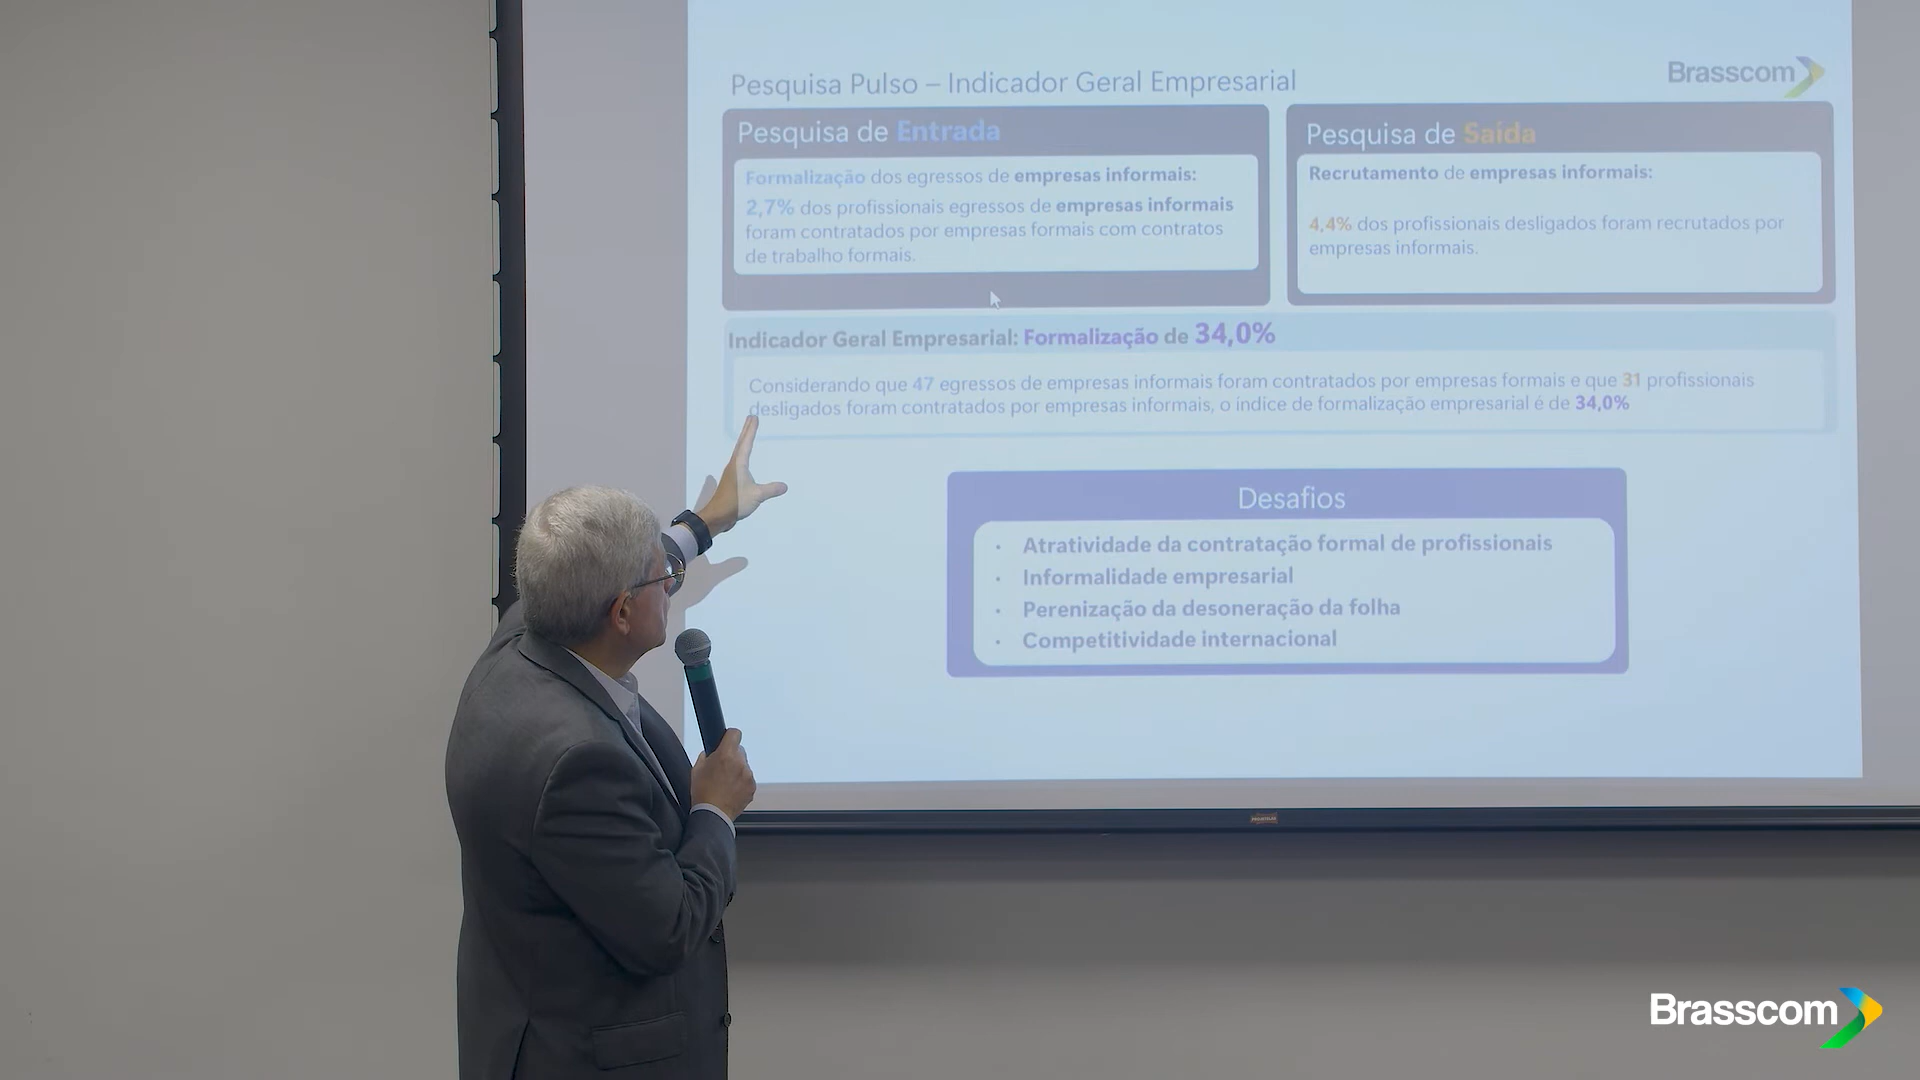 Pesquisa Pulso – Indicador Geral Empresarial
Brasscom
Pesquisa de Entrada
Formalização dos egressos de empresas informais:
2,7% dos profissionais egressos de empresas informais
foram contratados por empresas formais com contratos
de trabalho formais.
Pesquisa de Saída
Recrutamento de empresas informais:
4,4% dos profissionais desligados foram recrutados por
empresas informais.
Indicador Geral Empresarial: Formalização de 34,0%
Considerando que 47 egressos de empresas informais foram contratados por empresas formais e que 31 profissionais
desligados foram contratados por empresas informais, o índice de formalização empresarial é de 34,0%
Desafios
• Atratividade da contratação formal de profissionais
• Informalidade empresarial
• Perenização da desoneração da folha
• Competitividade internacional
Brasscom